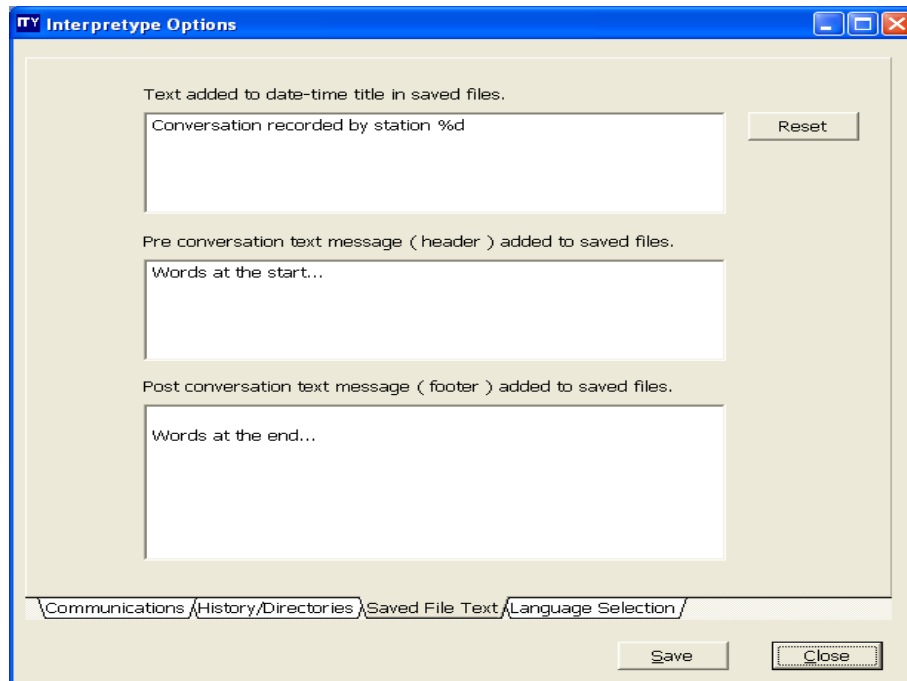 ITY Interpretype Options
Text added to date-time title in saved files.
Conversation recorded by station %d
Reset
Pre conversation text message ( header ) added to saved files.
Words at the start...
Post conversation text message ( footer ) added to saved files.
Words at the end...
Communications History/Directories Saved File Text Language Selection
Save Close